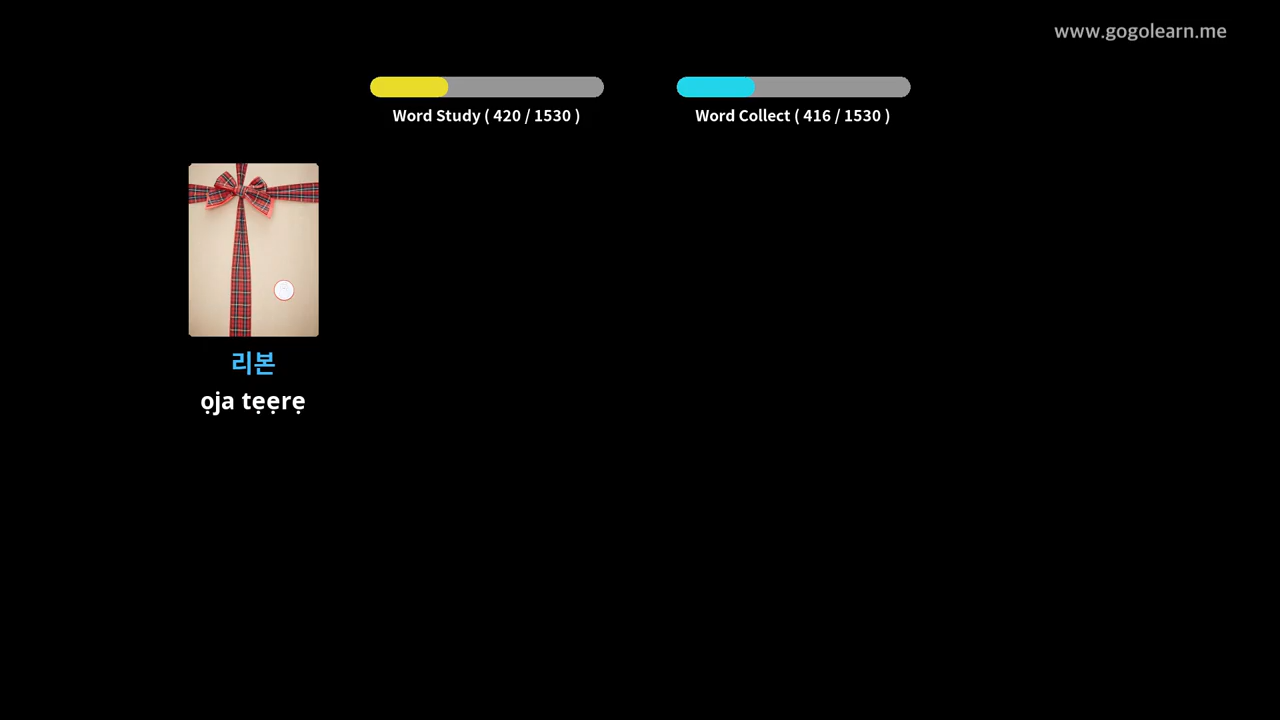 www.gogolearn.me
Word Study ( 420 / 1530 )
Word Collect ( 416 / 1530 )
리본
ọja tẹẹrẹ